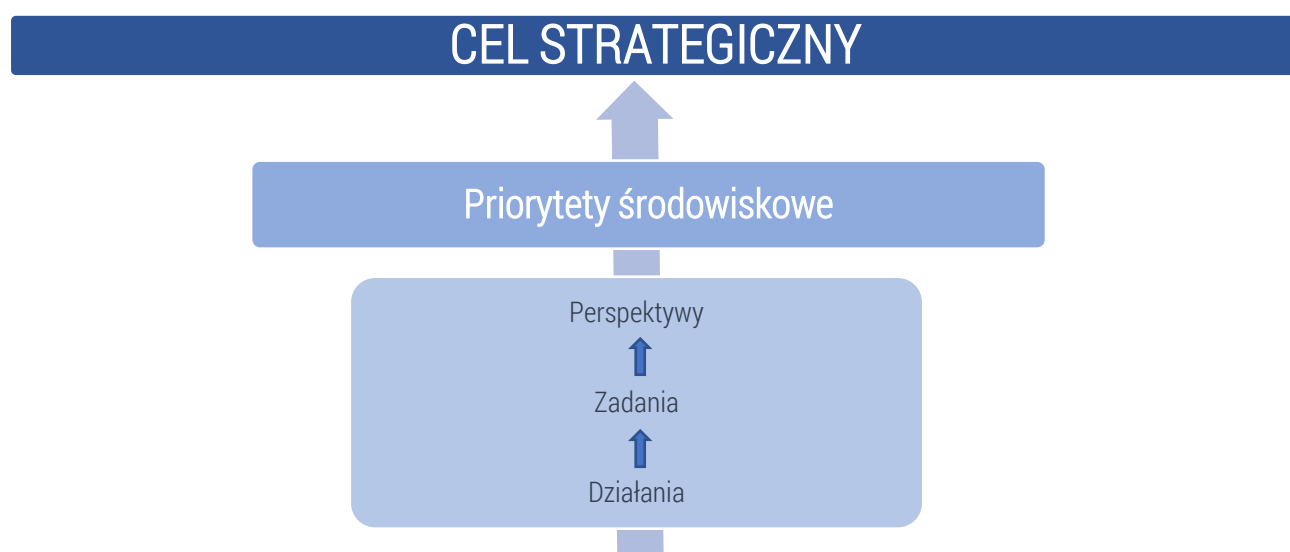 CEL STRATEGICZNY
Priorytety środowiskowe
Perspektywy
Zadania
Działania